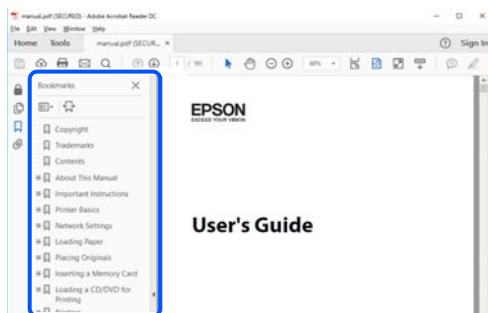 manual.pdf (SECURED) - Adobe Acrobat Reader DC
File Edit View Window Help
Home Tools manual.pdf (SECUR... × Sign In
1 / 191
Bookmarks
Copyright
Trademarks
Contents
About This Manual
Important Instructions
Printer Basics
Network Settings
Loading Paper
Placing Originals
Inserting a Memory Card
Loading a CD/DVD for
Printing
EPSON
EXCEED YOUR VISION
User's Guide